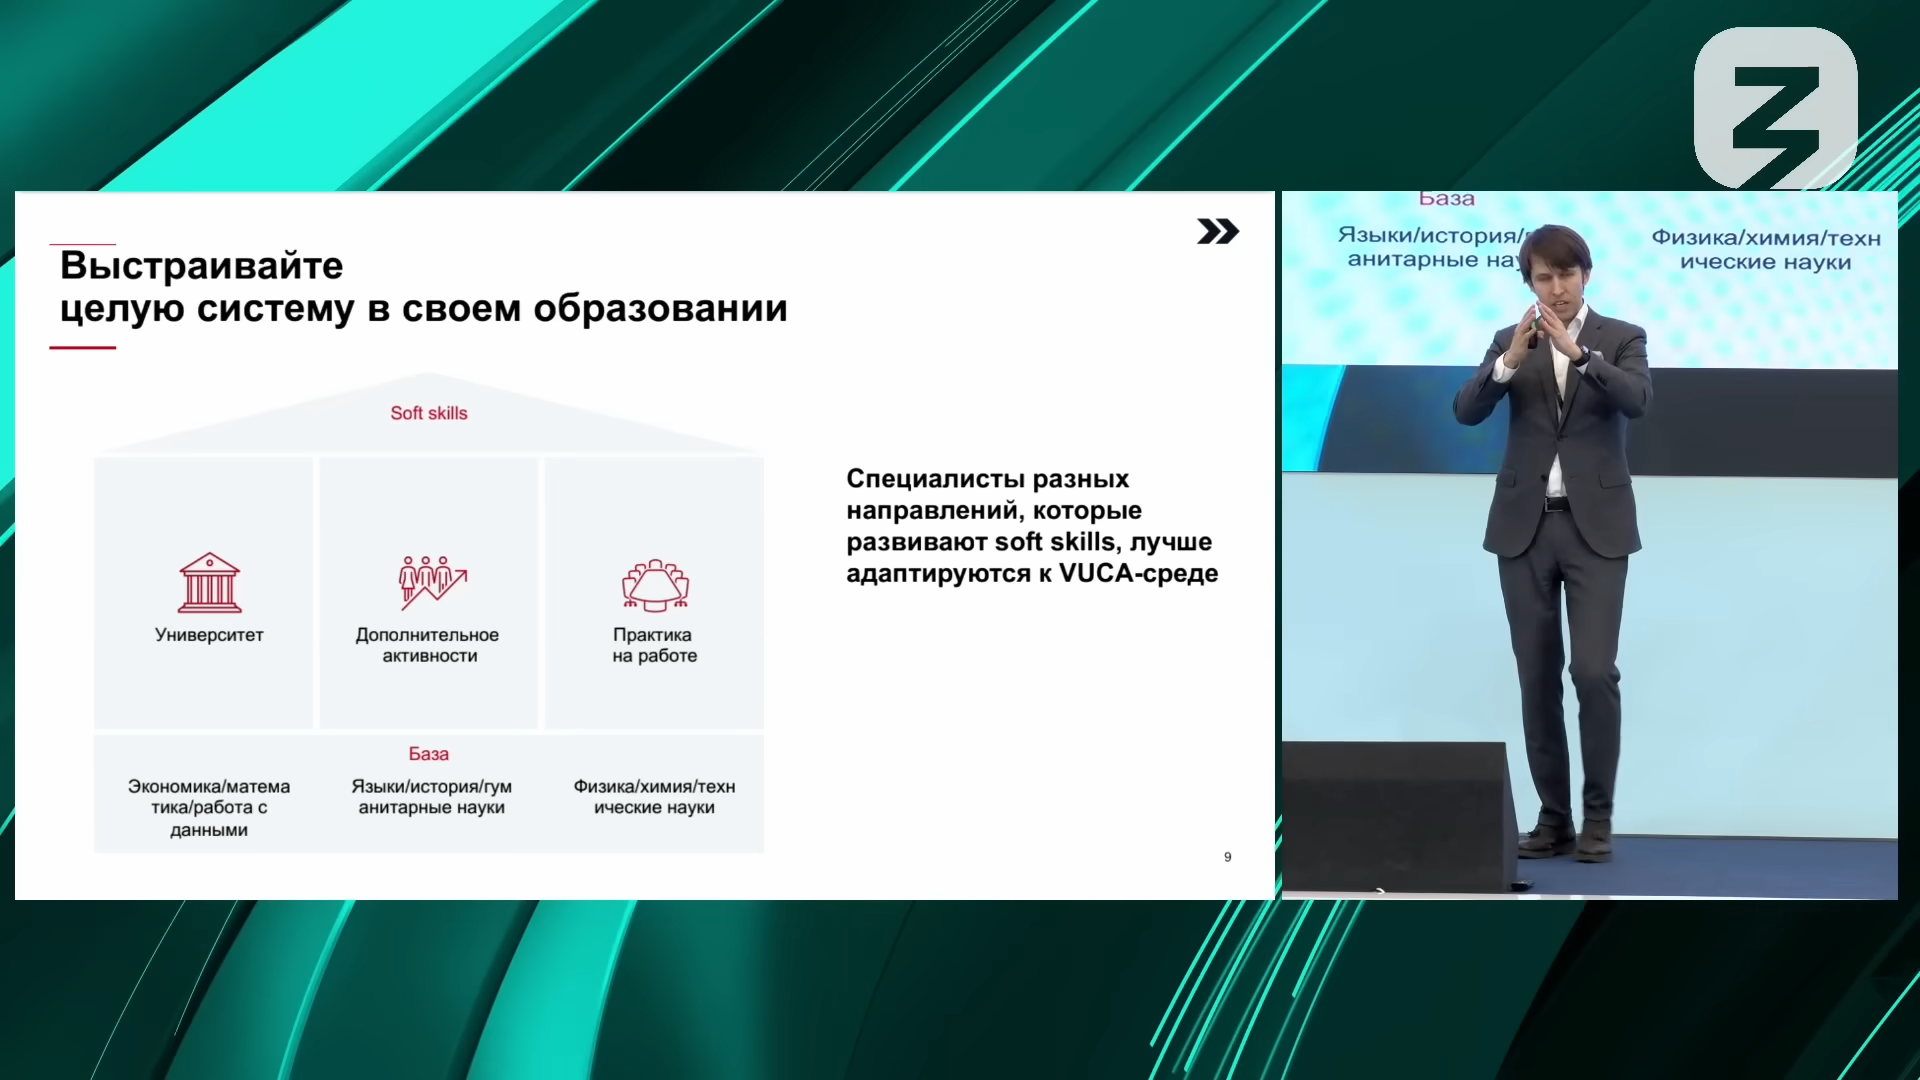 Выстраивайте
целую систему в своем образовании
Soft skills
Университет
Дополнительное
активности
Практика
на работе
База
Экономика/матема
тика/работа с
данными
Языки/история/гум
анитарные науки
Физика/химия/техн
ические науки
Специалисты разных
направлений, которые
развивают soft skills, лучше
адаптируются к VUCA-среде
9
База
Языки/история/
анитарные нау
Физика/химия/техн
ические науки